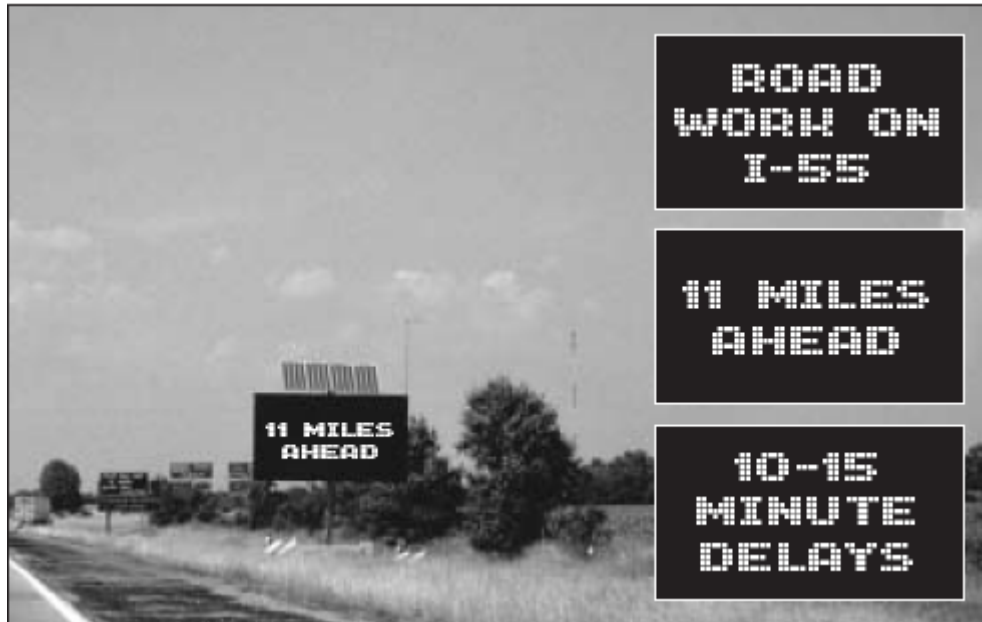 ROAD
WORK ON
I-55
11 MILES
AHEAD
11 MILES
AHEAD
10-15
MINUTE
DELAYS